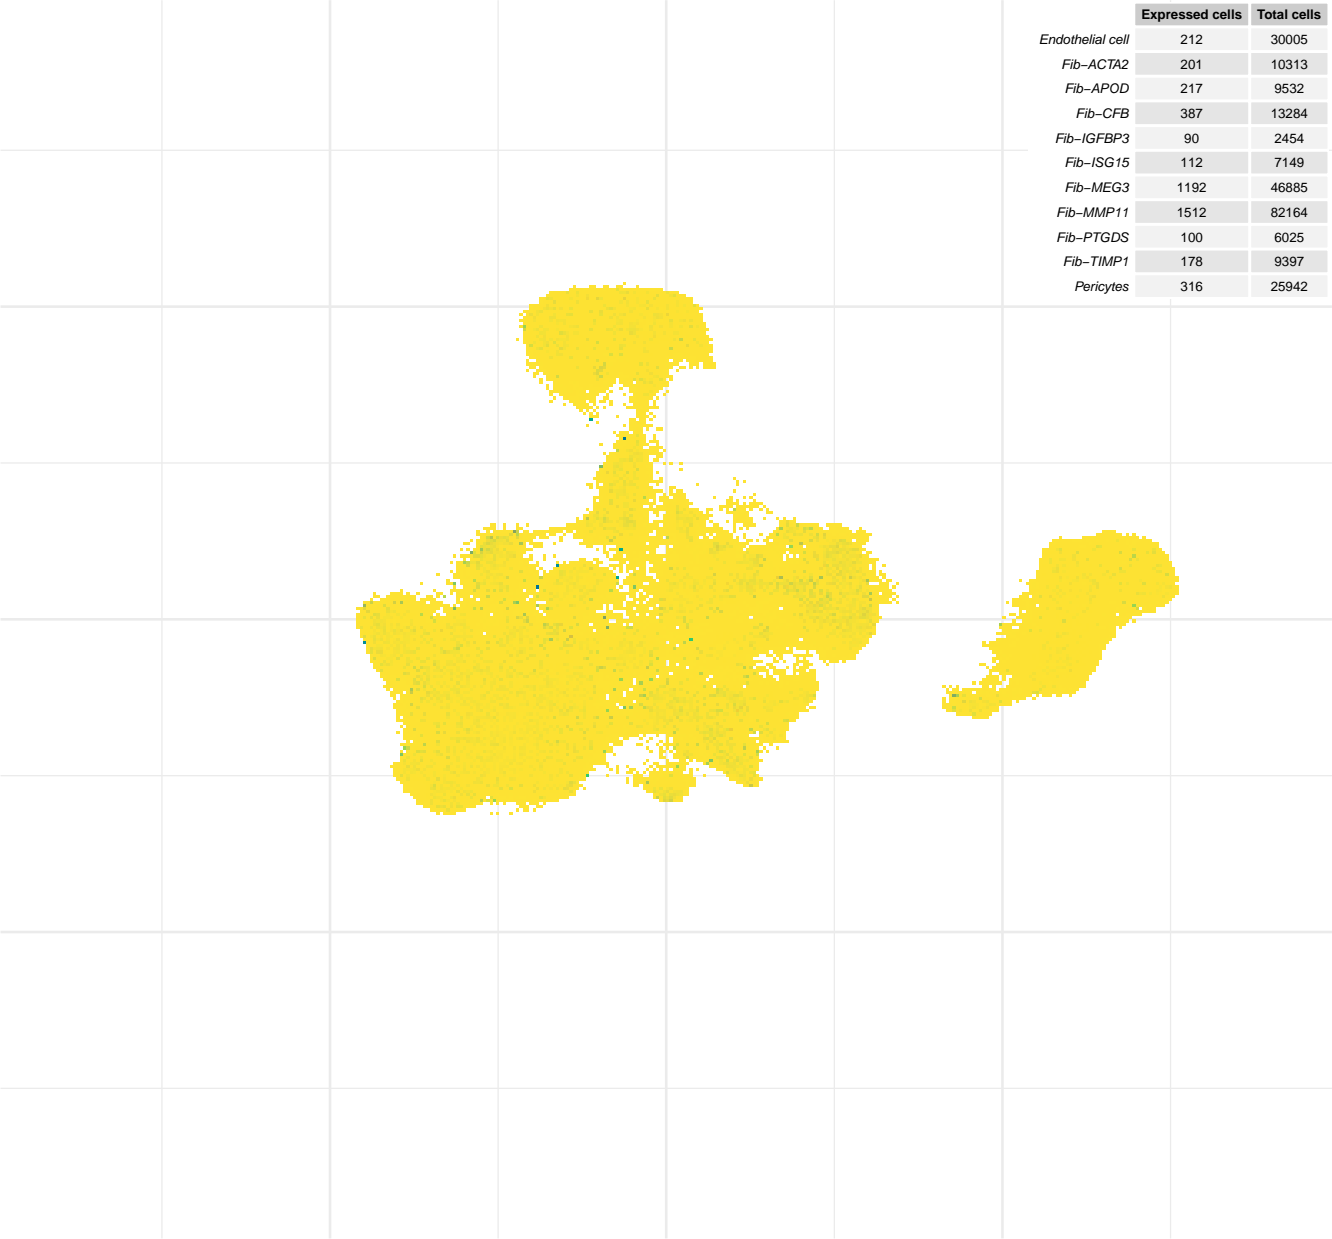 Expressed cells Total cells
Endothelial cell 212 30005
Fib−ACTA2 201 10313
Fib−APOD 217 9532
Fib−CFB 387 13284
Fib−IGFBP3 90 2454
Fib−ISG15 112 7149
Fib−MEG3 1192 46885
Fib−MMP11 1512 82164
Fib−PTGDS 100 6025
Fib−TIMP1 178 9397
Pericytes 316 25942